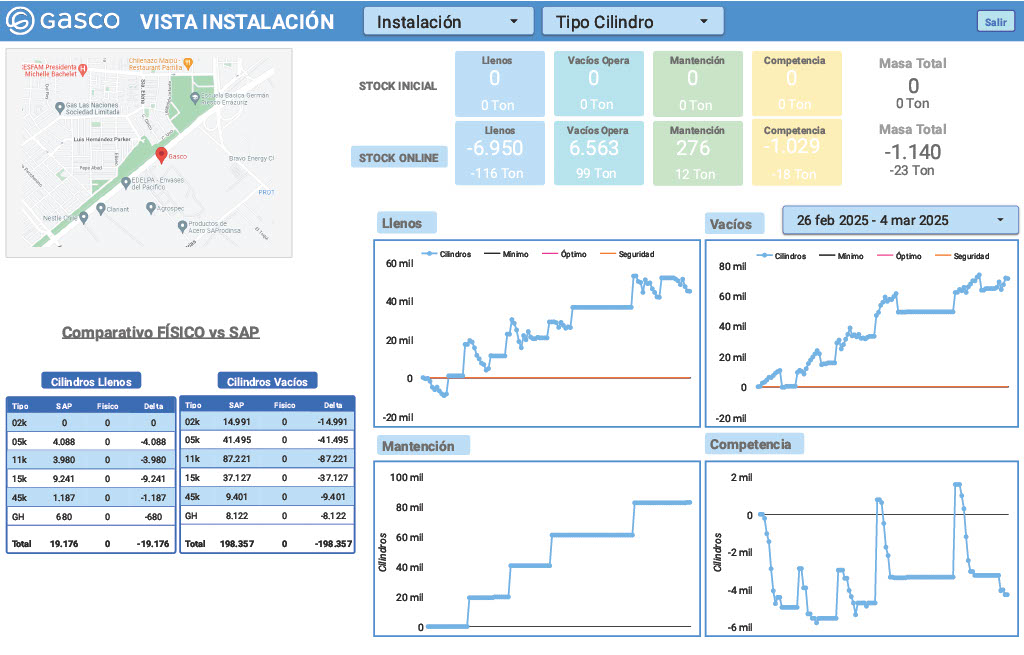 GASCO VISTA INSTALACIÓN Instalación Tipo Cilindro Salir
ESFAM Presidenta
Michelle Bachelet
Chilenazo Maipú -
Restaurant Parrilla
Gas Las Naciones
Sociedad Limitada
Luis Hernández Parker
Pepe Abad
Gasco
Bravo Energy Cl
EDELPA - Envases
del Pacífico
PROT
Nestle Chile
Clariant
Agrospec
Productos de
Acero SAProdinsa
STOCK INICIAL
Llenos
0
0 Ton
Vacíos Opera
0
0 Ton
Mantención
0
0 Ton
Competencia
0
0 Ton
Masa Total
0
0 Ton
STOCK ONLINE
Llenos
-6.950
-116 Ton
Vacíos Opera
6.563
99 Ton
Mantención
276
12 Ton
Competencia
-1.029
-18 Ton
Masa Total
-1.140
-23 Ton
26 feb 2025 - 4 mar 2025
Llenos
Cilindros Mínimo Óptimo Seguridad
60 mil
40 mil
20 mil
0
-20 mil
Vacíos
Cilindros Mínimo Óptimo Seguridad
80 mil
60 mil
40 mil
20 mil
0
-20 mil
Comparativo FÍSICO vs SAP
Cilindros Llenos
Tipo SAP Físico Delta
02k 0 0 0
05k 4.088 0 -4.088
11k 3.980 0 -3.980
15k 9.241 0 -9.241
45k 1.187 0 -1.187
GH 680 0 -680
Total 19.176 0 -19.176
Cilindros Vacíos
Tipo SAP Físico Delta
02k 14.991 0 -14.991
05k 41.495 0 -41.495
11k 87.221 0 -87.221
15k 37.127 0 -37.127
45k 9.401 0 -9.401
GH 8.122 0 -8.122
Total 198.357 0 -198.357
Mantención
100 mil
80 mil
60 mil
40 mil
20 mil
0
Cilindros
Competencia
2 mil
0
-2 mil
-4 mil
-6 mil
Cilindros